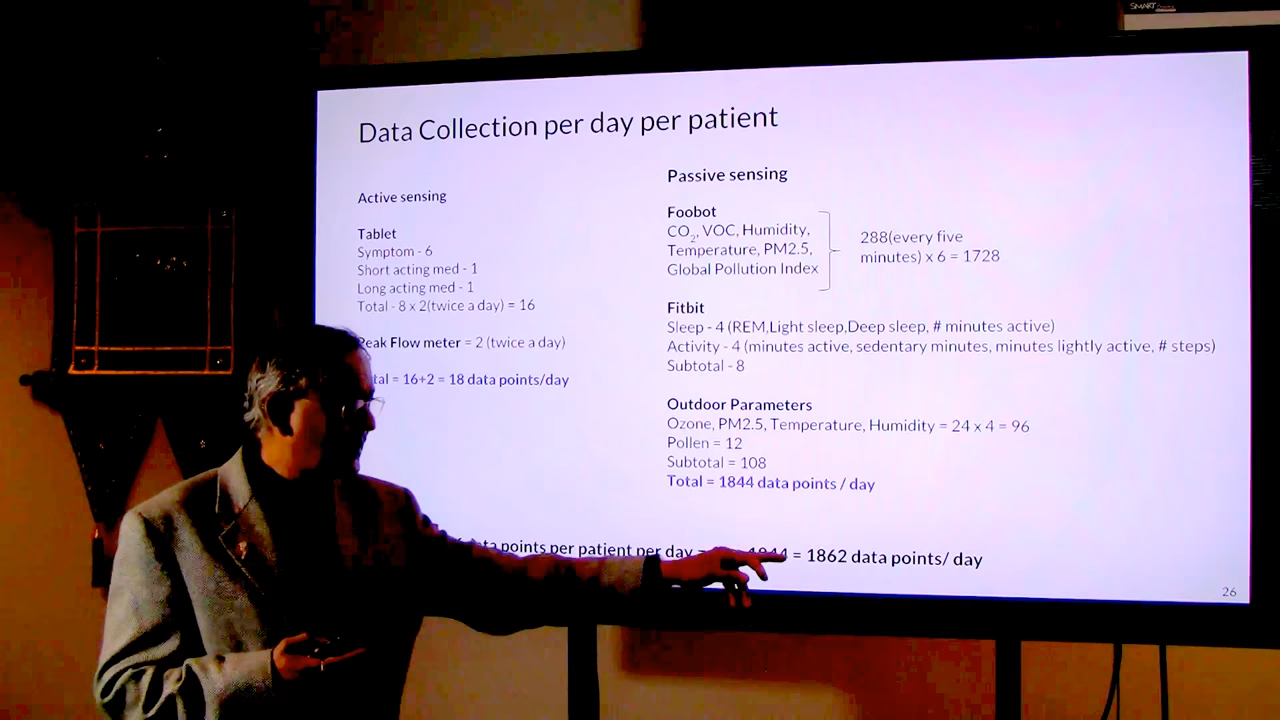 SMART
Data Collection per day per patient
Active sensing
Tablet
Symptom - 6
Short acting med - 1
Long acting med - 1
Total - 8 x 2(twice a day) = 16
Peak Flow meter = 2 (twice a day)
= 16+2 = 18 data points/day
Passive sensing
Foobot
CO2, VOC, Humidity,
Temperature, PM2.5,
Global Pollution Index
288(every five
minutes) x 6 = 1728
Fitbit
Sleep - 4 (REM,Light sleep,Deep sleep, # minutes active)
Activity - 4 (minutes active, sedentary minutes, minutes lightly active, # steps)
Subtotal - 8
Outdoor Parameters
Ozone, PM2.5, Temperature, Humidity = 24 x 4 = 96
Pollen = 12
Subtotal = 108
Total = 1844 data points / day
data points per patient per day = 1844 = 1862 data points/ day
26